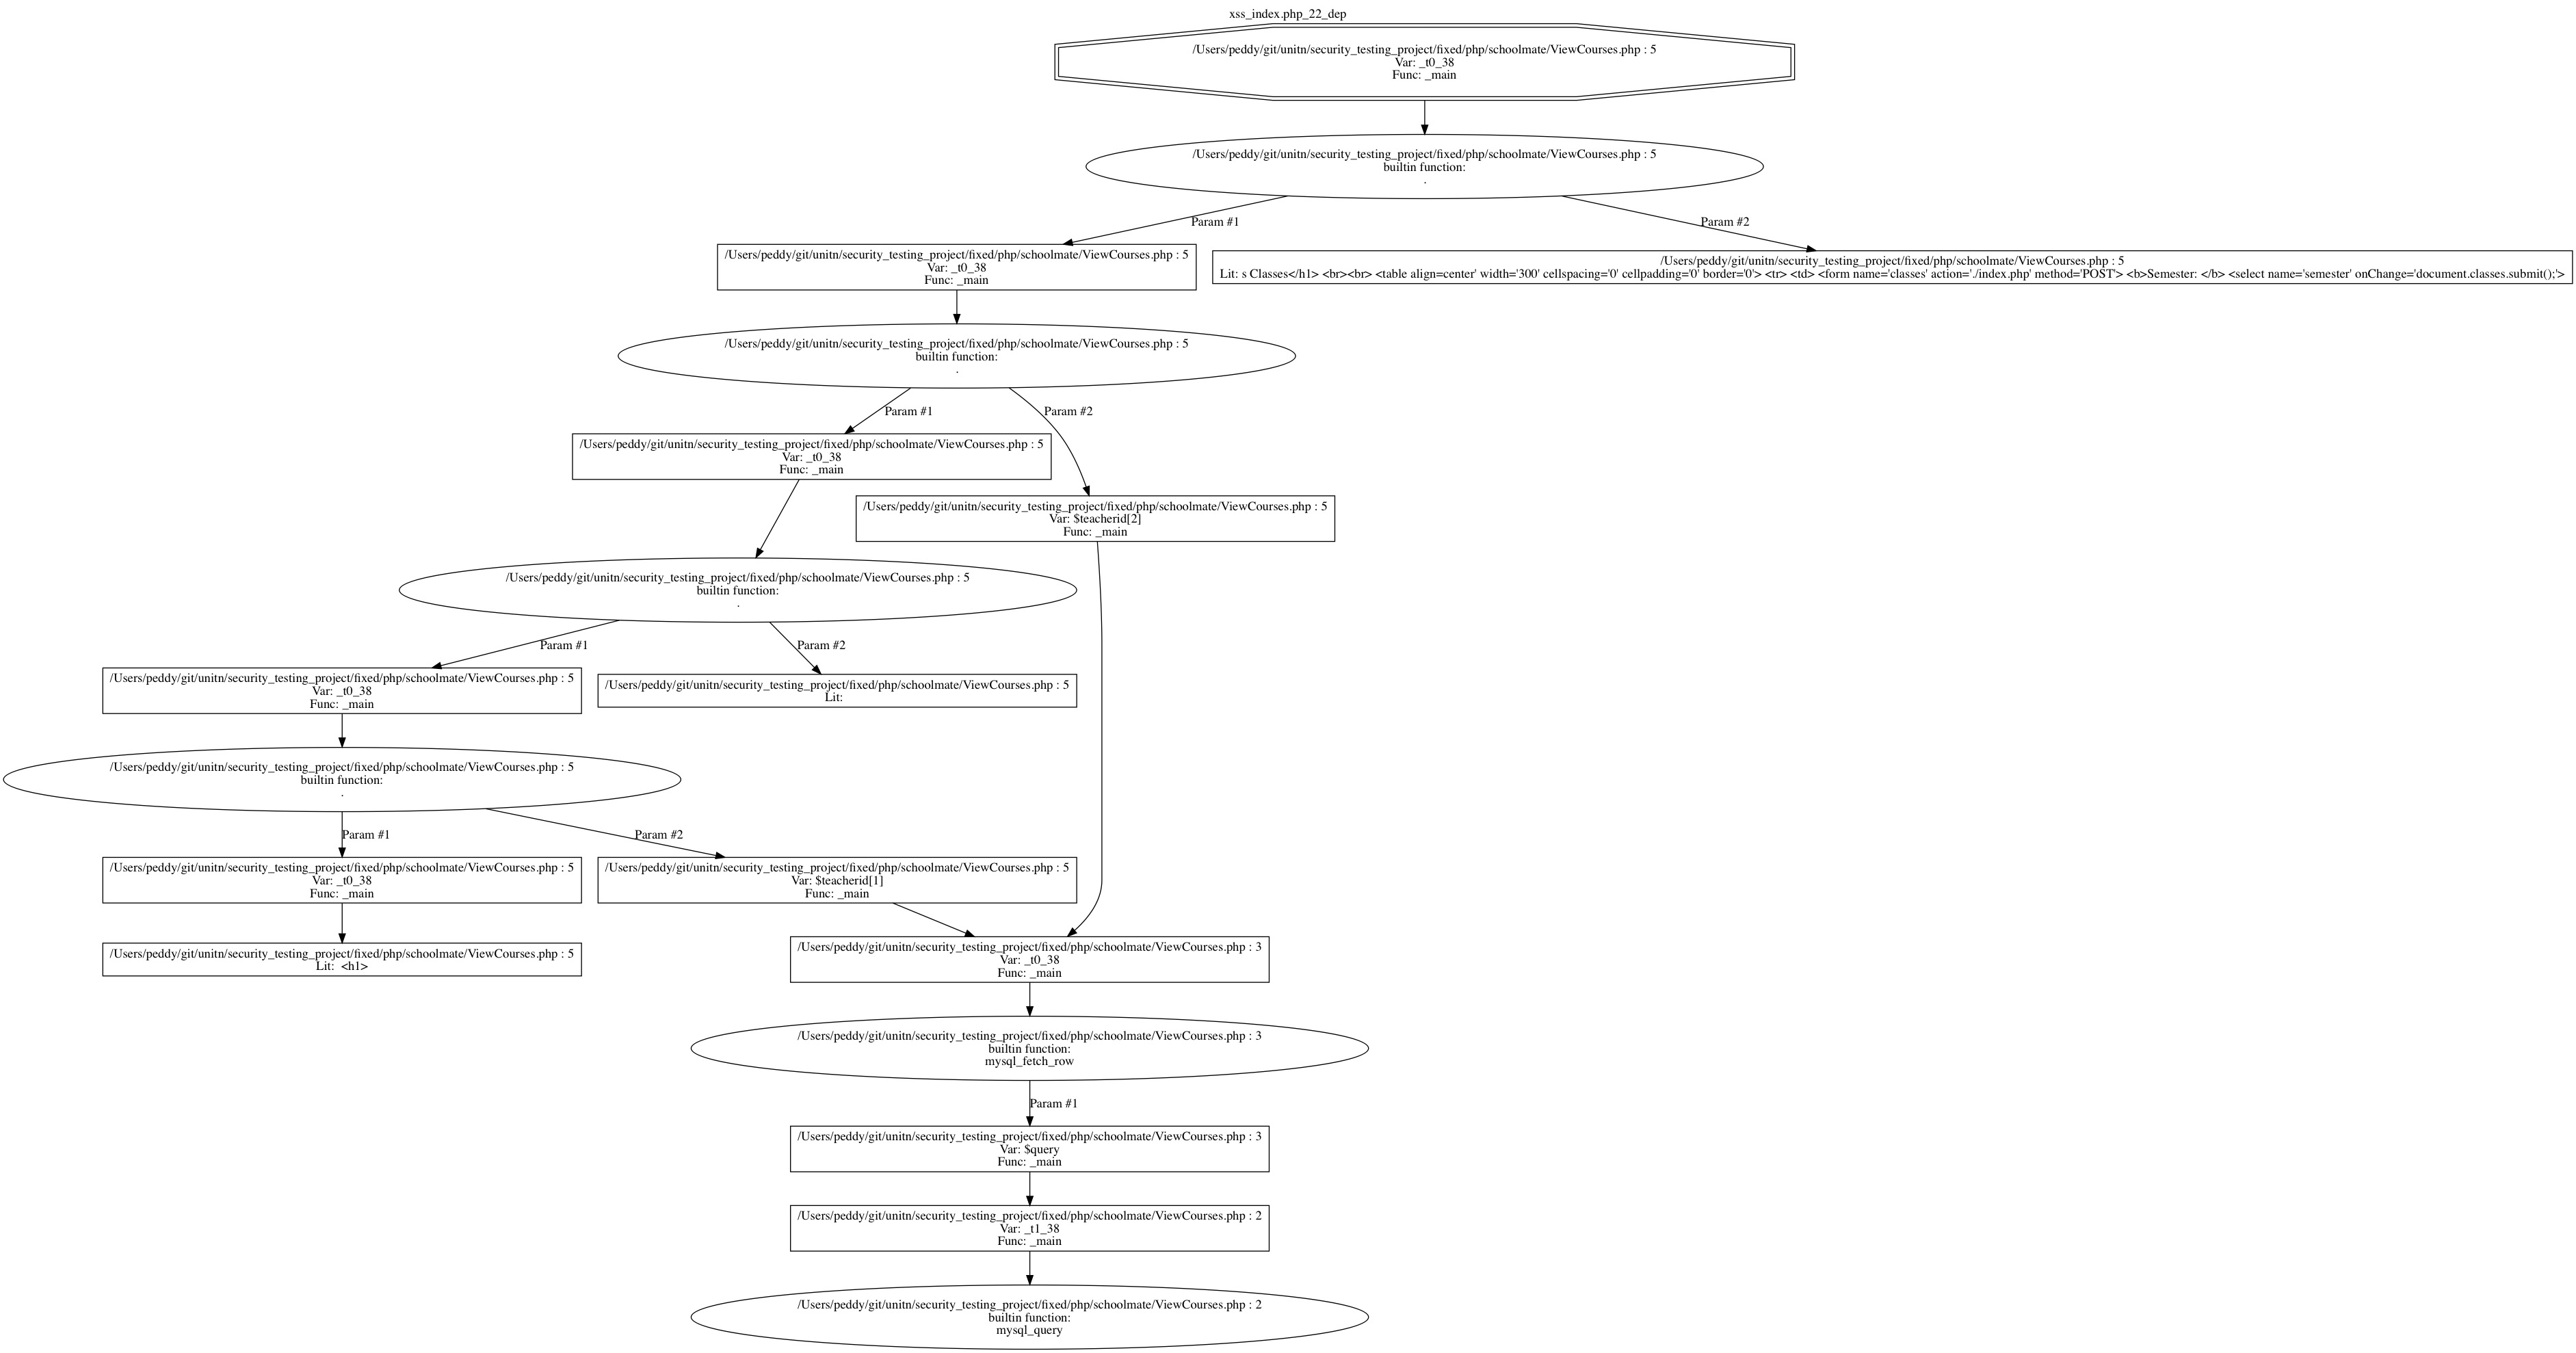 xss_index.php_22_dep
/Users/peddy/git/unitn/security_testing_project/fixed/php/schoolmate/ViewCourses.php : 5
Var: _t0_38
Func: _main
/Users/peddy/git/unitn/security_testing_project/fixed/php/schoolmate/ViewCourses.php : 5
builtin function:
.
Param #1
Param #2
/Users/peddy/git/unitn/security_testing_project/fixed/php/schoolmate/ViewCourses.php : 5
Var: _t0_38
Func: _main
/Users/peddy/git/unitn/security_testing_project/fixed/php/schoolmate/ViewCourses.php : 5
Lit: s Classes</h1> <br><br> <table align=center' width='300' cellspacing='0' cellpadding='0' border='0'> <tr> <td> <form name='classes' action='./index.php' method='POST'> <b>Semester: </b> <select name='semester' onChange='document.classes.submit();'>
/Users/peddy/git/unitn/security_testing_project/fixed/php/schoolmate/ViewCourses.php : 5
builtin function:
.
Param #1
Param #2
/Users/peddy/git/unitn/security_testing_project/fixed/php/schoolmate/ViewCourses.php : 5
Var: _t0_38
Func: _main
/Users/peddy/git/unitn/security_testing_project/fixed/php/schoolmate/ViewCourses.php : 5
Var: $teacherid[2]
Func: _main
/Users/peddy/git/unitn/security_testing_project/fixed/php/schoolmate/ViewCourses.php : 5
builtin function:
.
Param #1
Param #2
/Users/peddy/git/unitn/security_testing_project/fixed/php/schoolmate/ViewCourses.php : 5
Var: _t0_38
Func: _main
/Users/peddy/git/unitn/security_testing_project/fixed/php/schoolmate/ViewCourses.php : 5
Lit:
/Users/peddy/git/unitn/security_testing_project/fixed/php/schoolmate/ViewCourses.php : 5
builtin function:
.
Param #1
Param #2
/Users/peddy/git/unitn/security_testing_project/fixed/php/schoolmate/ViewCourses.php : 5
Var: _t0_38
Func: _main
/Users/peddy/git/unitn/security_testing_project/fixed/php/schoolmate/ViewCourses.php : 5
Var: $teacherid[1]
Func: _main
/Users/peddy/git/unitn/security_testing_project/fixed/php/schoolmate/ViewCourses.php : 5
Lit: <h1>
/Users/peddy/git/unitn/security_testing_project/fixed/php/schoolmate/ViewCourses.php : 3
Var: _t0_38
Func: _main
/Users/peddy/git/unitn/security_testing_project/fixed/php/schoolmate/ViewCourses.php : 3
builtin function:
mysql_fetch_row
Param #1
/Users/peddy/git/unitn/security_testing_project/fixed/php/schoolmate/ViewCourses.php : 3
Var: $query
Func: _main
/Users/peddy/git/unitn/security_testing_project/fixed/php/schoolmate/ViewCourses.php : 2
Var: _t1_38
Func: _main
/Users/peddy/git/unitn/security_testing_project/fixed/php/schoolmate/ViewCourses.php : 2
builtin function:
mysql_query